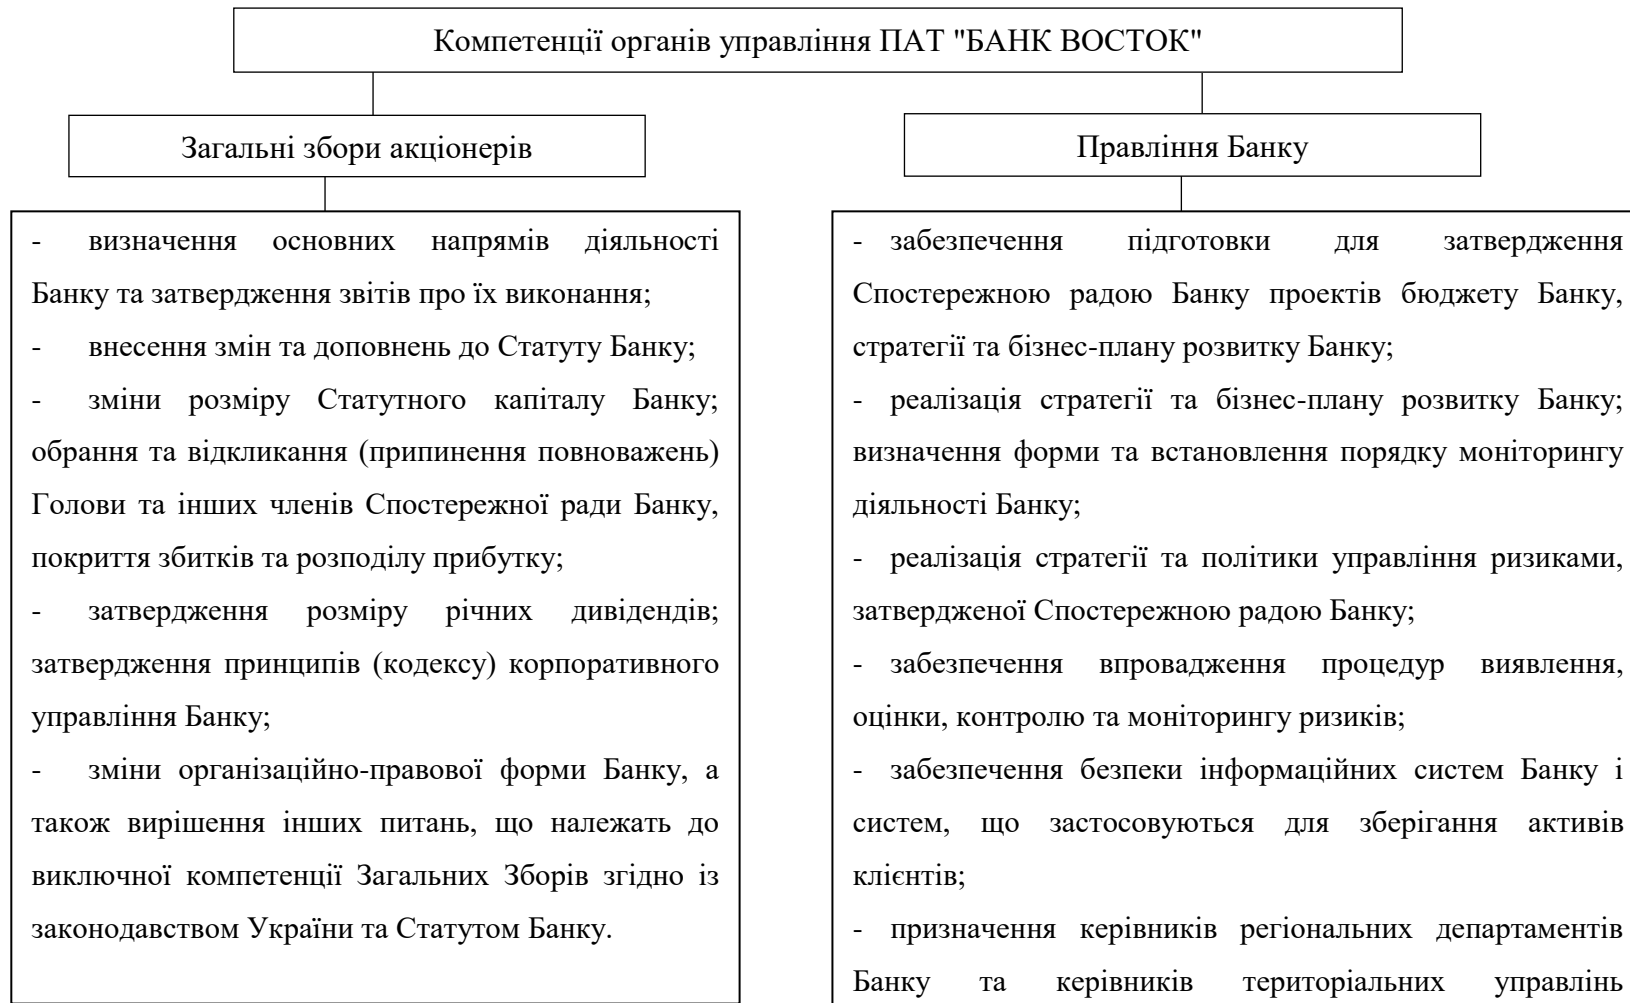 Компетенції органів управління ПАТ "БАНК ВОСТОК"
Загальні збори акціонерів
- визначення основних напрямів діяльності
Банку та затвердження звітів про їх виконання;
- внесення змін та доповнень до Статуту Банку;
- зміни розміру Статутного капіталу Банку;
обрання та відкликання (припинення повноважень)
Голови та інших членів Спостережної ради Банку,
покриття збитків та розподілу прибутку;
- затвердження розміру річних дивідендів;
затвердження принципів (кодексу) корпоративного
управління Банку;
- зміни організаційно-правової форми Банку, а
також вирішення інших питань, що належать до
виключної компетенції Загальних Зборів згідно із
законодавством України та Статутом Банку.
Правління Банку
- забезпечення підготовки для затвердження
Спостережною радою Банку проектів бюджету Банку,
стратегії та бізнес-плану розвитку Банку;
- реалізація стратегії та бізнес-плану розвитку Банку;
визначення форми та встановлення порядку моніторингу
діяльності Банку;
- реалізація стратегії та політики управління ризиками,
затвердженої Спостережною радою Банку;
- забезпечення впровадження процедур виявлення,
оцінки, контролю та моніторингу ризиків;
- забезпечення безпеки інформаційних систем Банку і
систем, що застосовуються для зберігання активів
клієнтів;
- призначення керівників регіональних департаментів
Банку та керівників територіальних управлінь